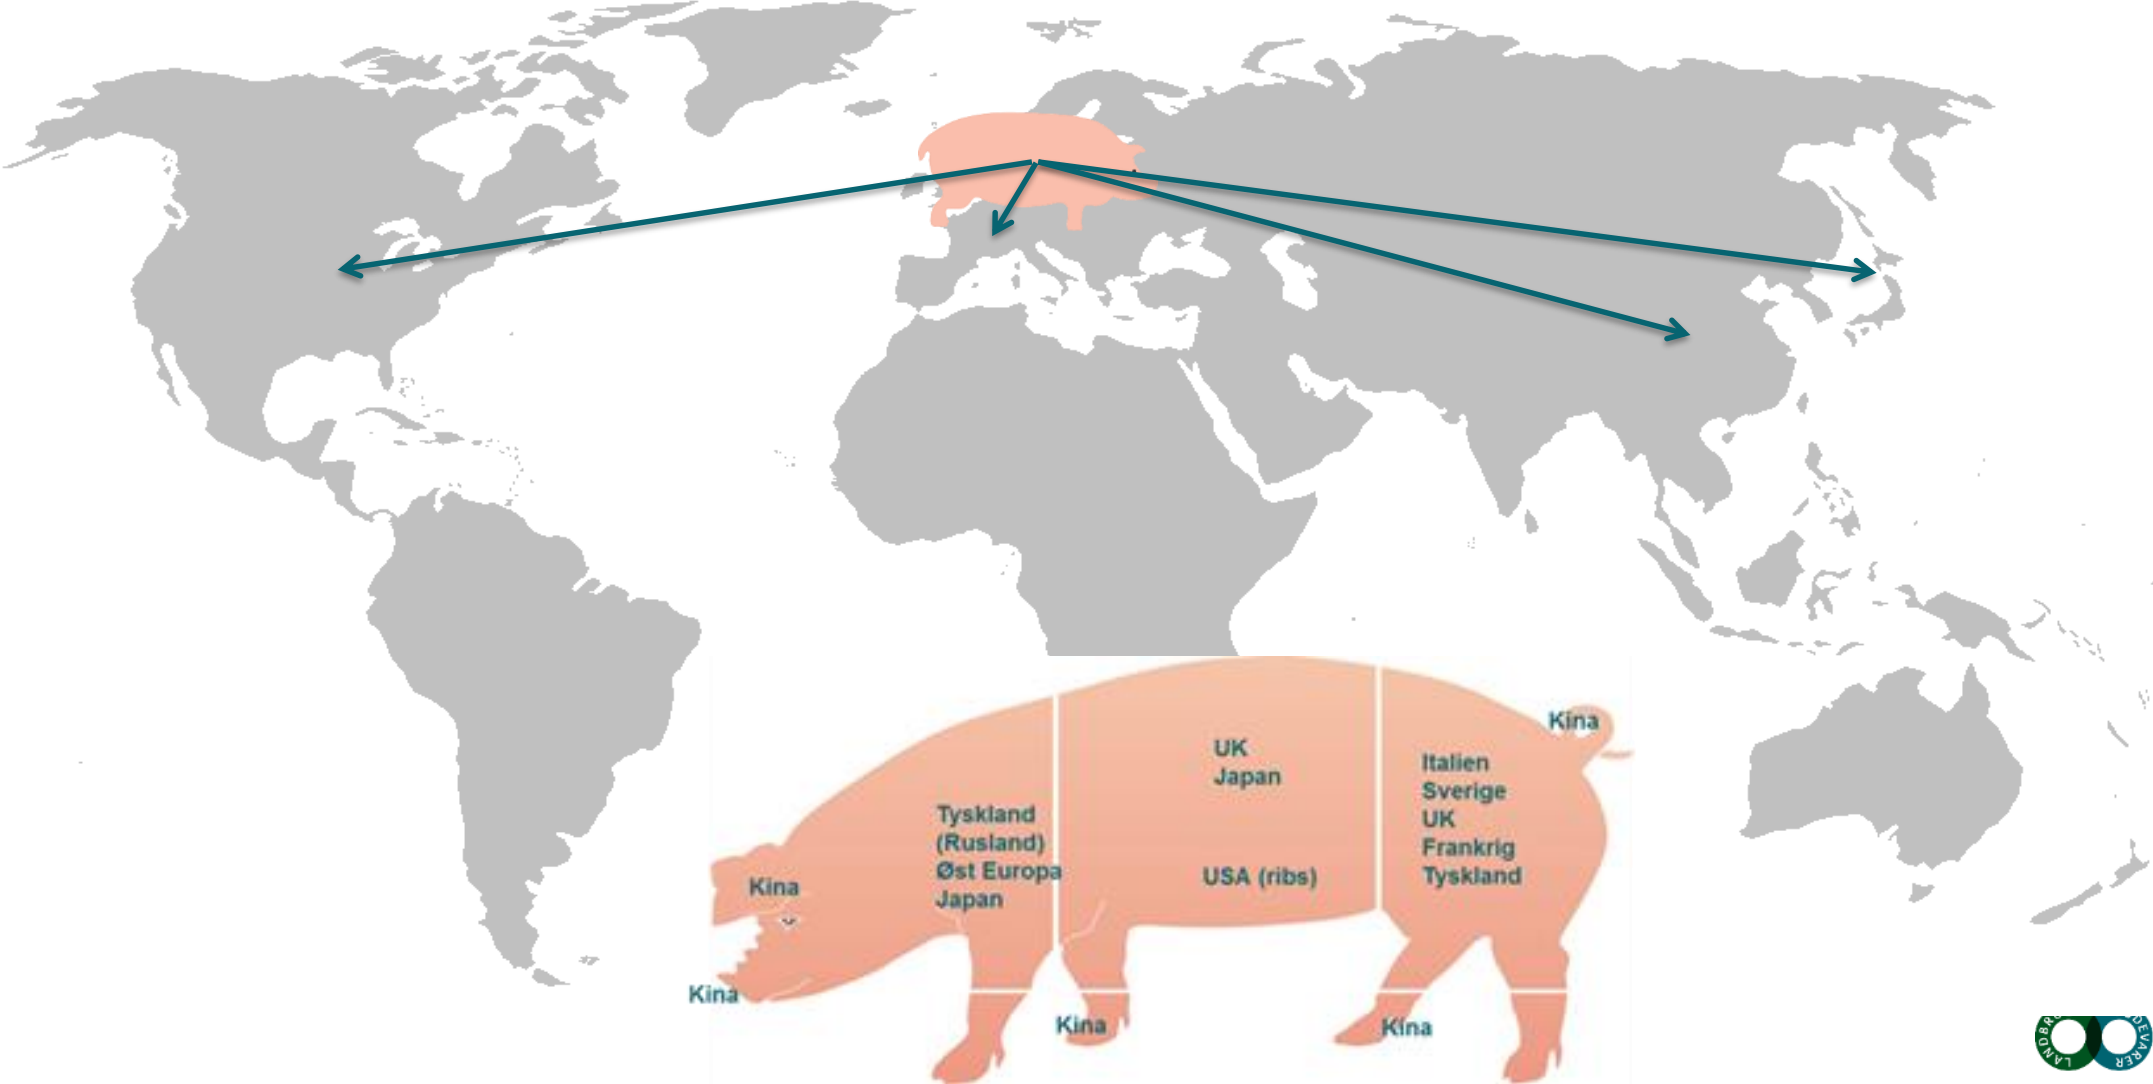 Kina
UK
Japan
Italien
Sverige
UK
Frankrig
Tyskland
Tyskland
(Rusland)
Øst Europa
Japan
USA (ribs)
Kina
Kina
Kina
Kina